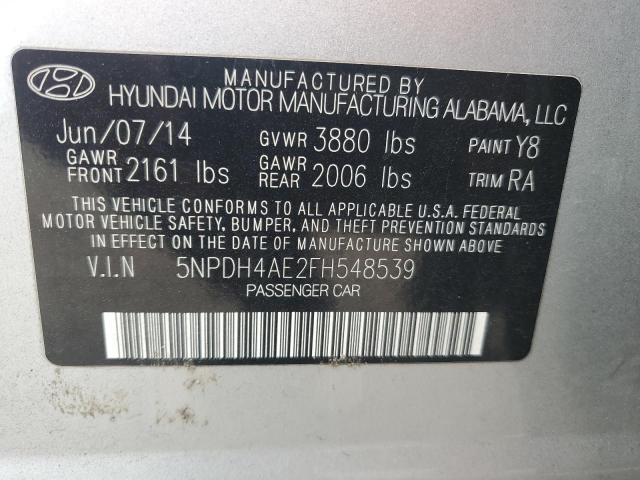 MANUFACTURED BY
HYUNDAI MOTOR MANUFACTURING ALABAMA, LLC
Jun/07/14 GVWR 3880 lbs PAINT Y8
GAWR FRONT 2161 lbs GAWR REAR 2006 lbs TRIM RA
THIS VEHICLE CONFORMS TO ALL APPLICABLE U.S.A. FEDERAL
MOTOR VEHICLE SAFETY, BUMPER, AND THEFT PREVENTION STANDARDS
IN EFFECT ON THE DATE OF MANUFACTURE SHOWN ABOVE.
V.I.N 5NPDH4AE2FH548539
PASSENGER CAR